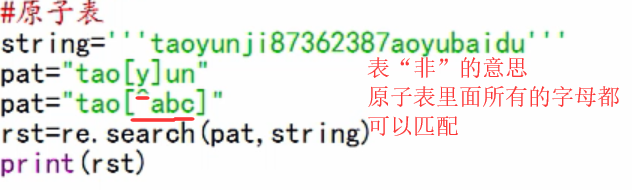 #原子表
string='''taoyunji87362387aoyubaidu'''
pat="tao[y]un"
pat="tao[^abc]"
rst=re.search(pat,string)
print(rst)
表“非”的意思
原子表里面所有的字母都
可以匹配